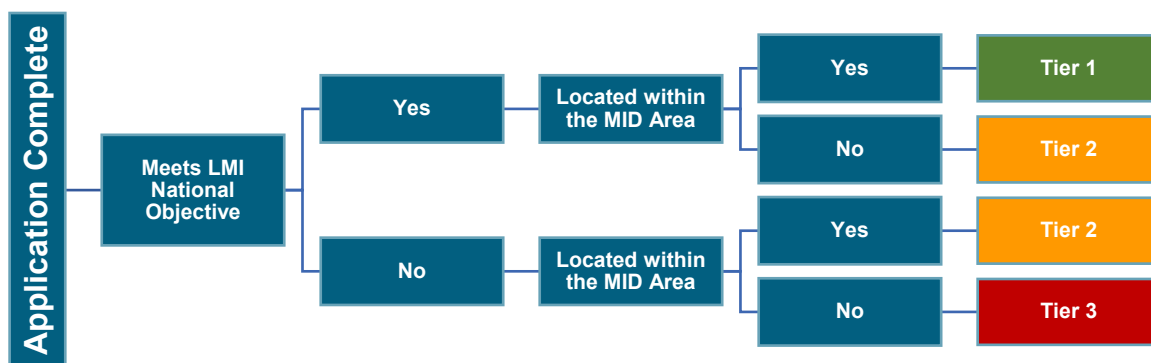 Application Complete
Meets LMI
National
Objective
Yes
Located within
the MID Area
Yes
Tier 1
No
Tier 2
No
Located within
the MID Area
Yes
Tier 2
No
Tier 3